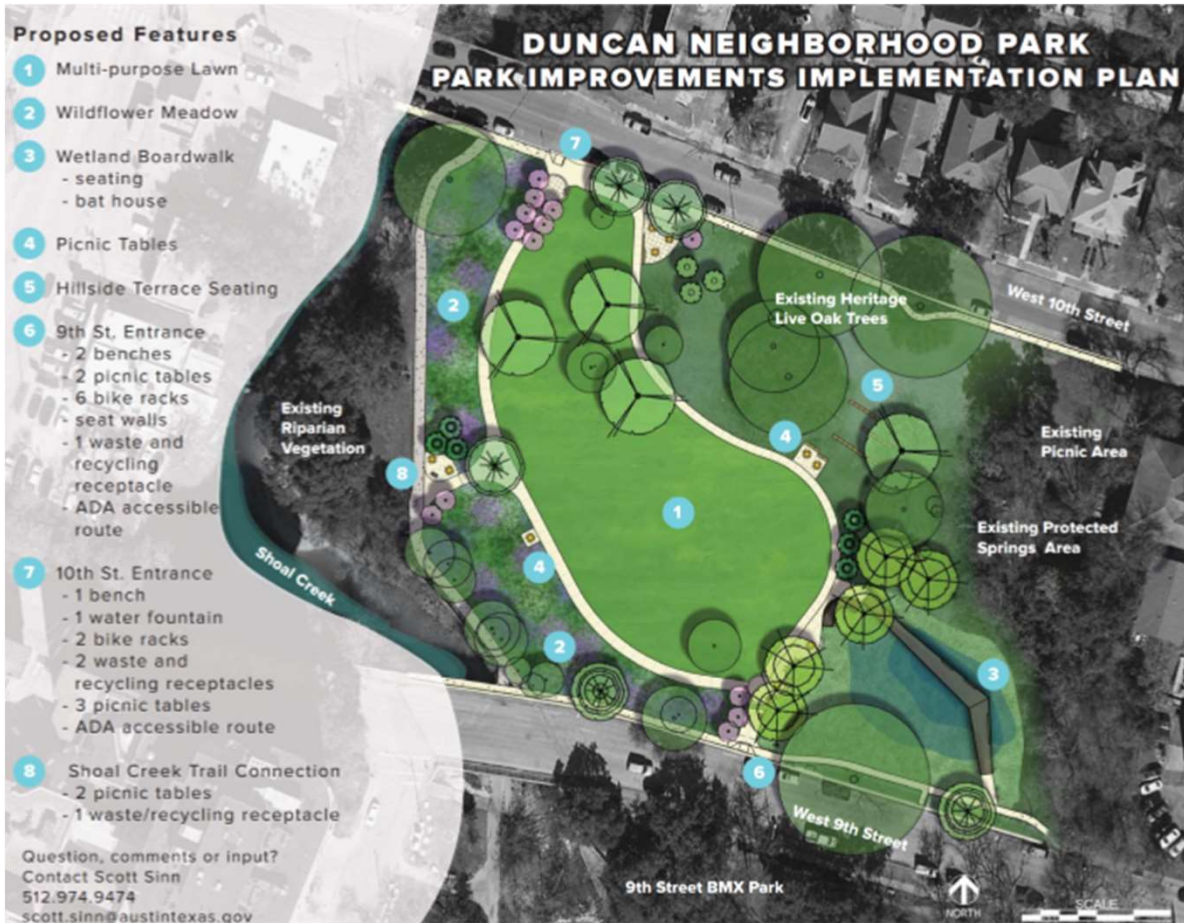 Proposed Features
1 Multi-purpose Lawn
2 Wildflower Meadow
3 Wetland Boardwalk
- seating
- bat house
4 Picnic Tables
5 Hillside Terrace Seating
6 9th St. Entrance
- 2 benches
- 2 picnic tables
- 6 bike racks
- seat walls
- 1 waste and
recycling
receptacle
- ADA accessible
route
7 10th St. Entrance
- 1 bench
- 1 water fountain
- 2 bike racks
- 2 waste and
recycling receptacles
- 3 picnic tables
- ADA accessible route
8 Shoal Creek Trail Connection
- 2 picnic tables
- 1 waste/recycling receptacle
Question, comments or input?
Contact Scott Sinn
512.974.9474
scott.sinn@austintexas.gov
DUNCAN NEIGHBORHOOD PARK
PARK IMPROVEMENTS IMPLEMENTATION PLAN
7
West 10th Street
Existing Heritage
Live Oak Trees
2
5
Existing
Riparian
Vegetation
4
Existing
Picnic Area
8
1
Existing Protected
Springs Area
Shoal Creek
4
2
3
6
West 9th Street
9th Street BMX Park
NORTH
SCALE